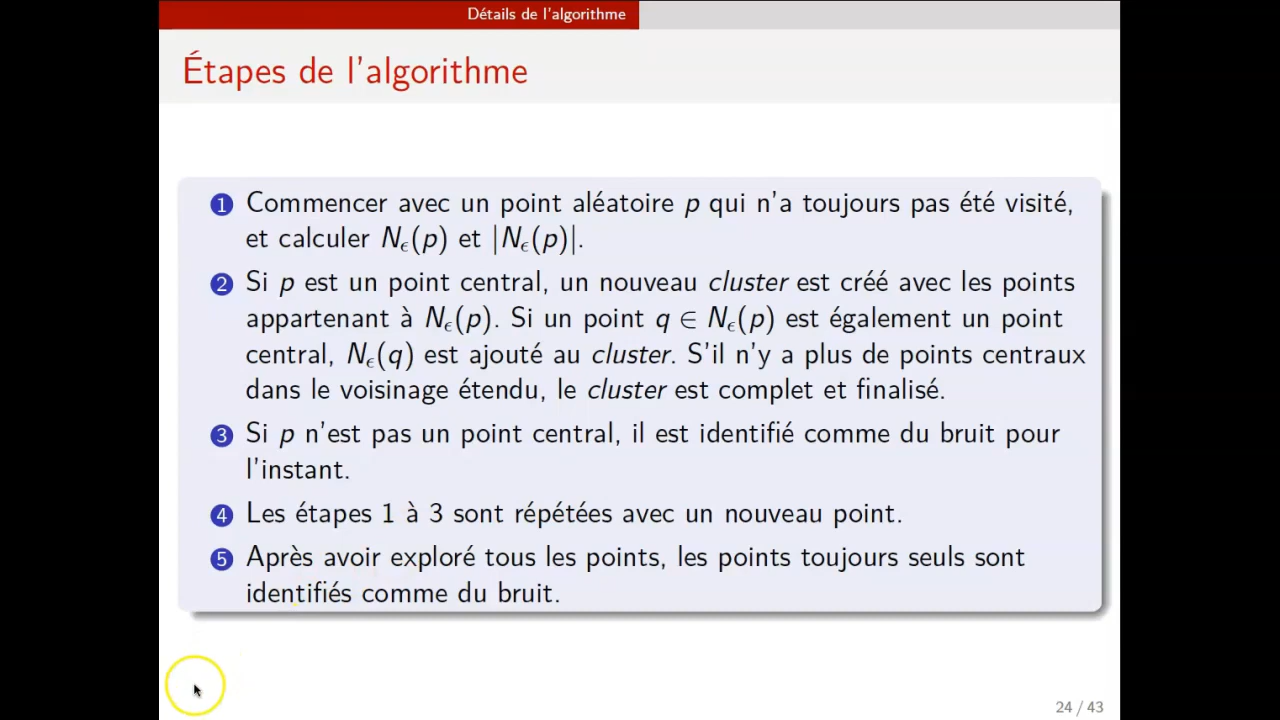 Détails de l'algorithme
Étapes de l'algorithme
1 Commencer avec un point aléatoire p qui n'a toujours pas été visité,
et calculer Nϵ(p) et |Nϵ(p)|.
2 Si p est un point central, un nouveau cluster est créé avec les points
appartenant à Nϵ(p). Si un point q ∈ Nϵ(p) est également un point
central, Nϵ(q) est ajouté au cluster. S'il n'y a plus de points centraux
dans le voisinage étendu, le cluster est complet et finalisé.
3 Si p n'est pas un point central, il est identifié comme du bruit pour
l'instant.
4 Les étapes 1 à 3 sont répétées avec un nouveau point.
5 Après avoir exploré tous les points, les points toujours seuls sont
identifiés comme du bruit.
24 / 43